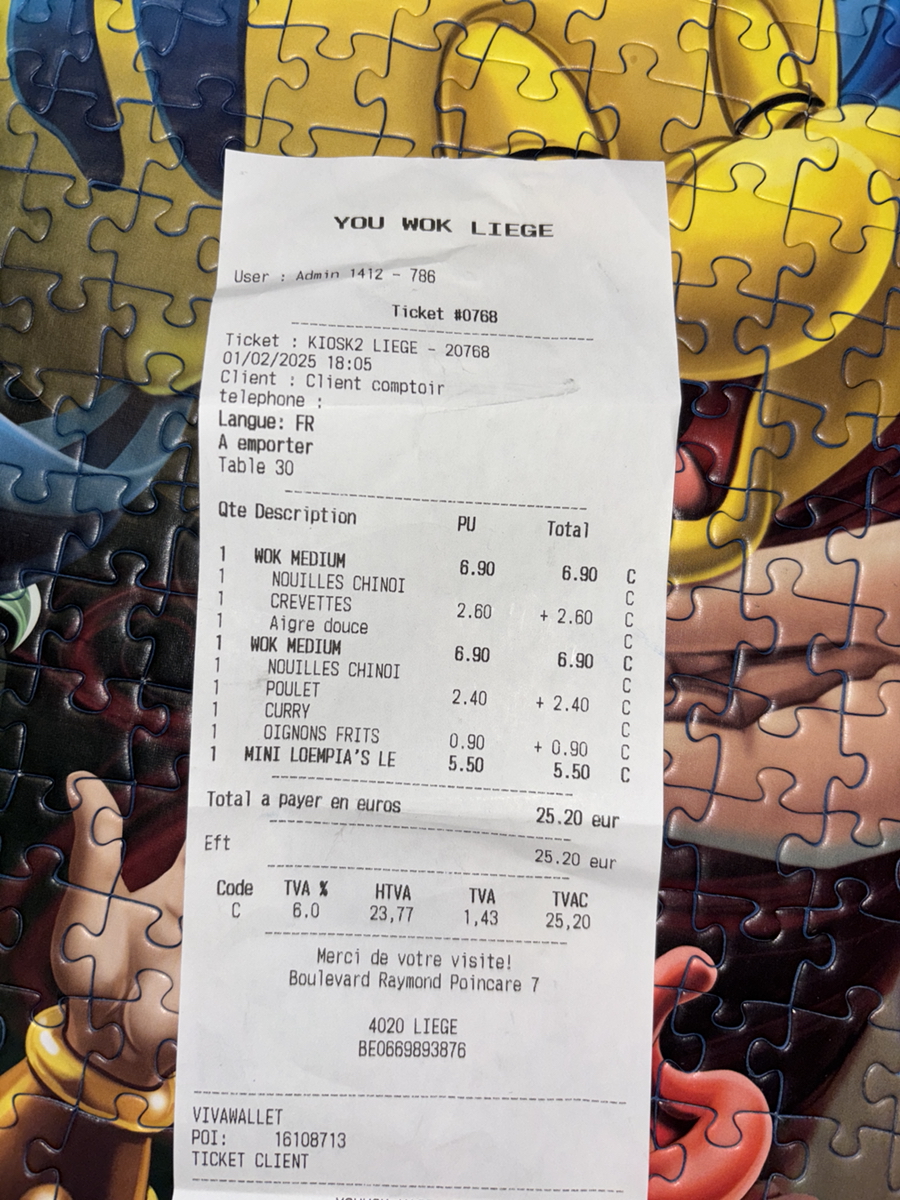 YOU WOK LIEGE
User : Admin 1412 - 786
Ticket #0768
Ticket : KIOSK2 LIEGE - 20768
01/02/2025 18:05
Client : Client comptoir
telephone :
Langue: FR
A emporter
Table 30
Qte Description PU Total
1 WOK MEDIUM 6.90 6.90 C
1 NOUILLES CHINOI C
1 CREVETTES 2.60 + 2.60 C
1 Aigre douce C
1 WOK MEDIUM 6.90 6.90 C
1 NOUILLES CHINOI C
1 POULET 2.40 + 2.40 C
1 CURRY C
1 OIGNONS FRITS 0.90 + 0.90 C
1 MINI LOEMPIA'S LE 5.50 5.50 C
Total a payer en euros 25.20 eur
Eft 25.20 eur
Code TVA % HTVA TVA TVAC
C 6.0 23,77 1,43 25,20
Merci de votre visite!
Boulevard Raymond Poincare 7
4020 LIEGE
BE0669893876
VIVAWALLET
POI: 16108713
TICKET CLIENT